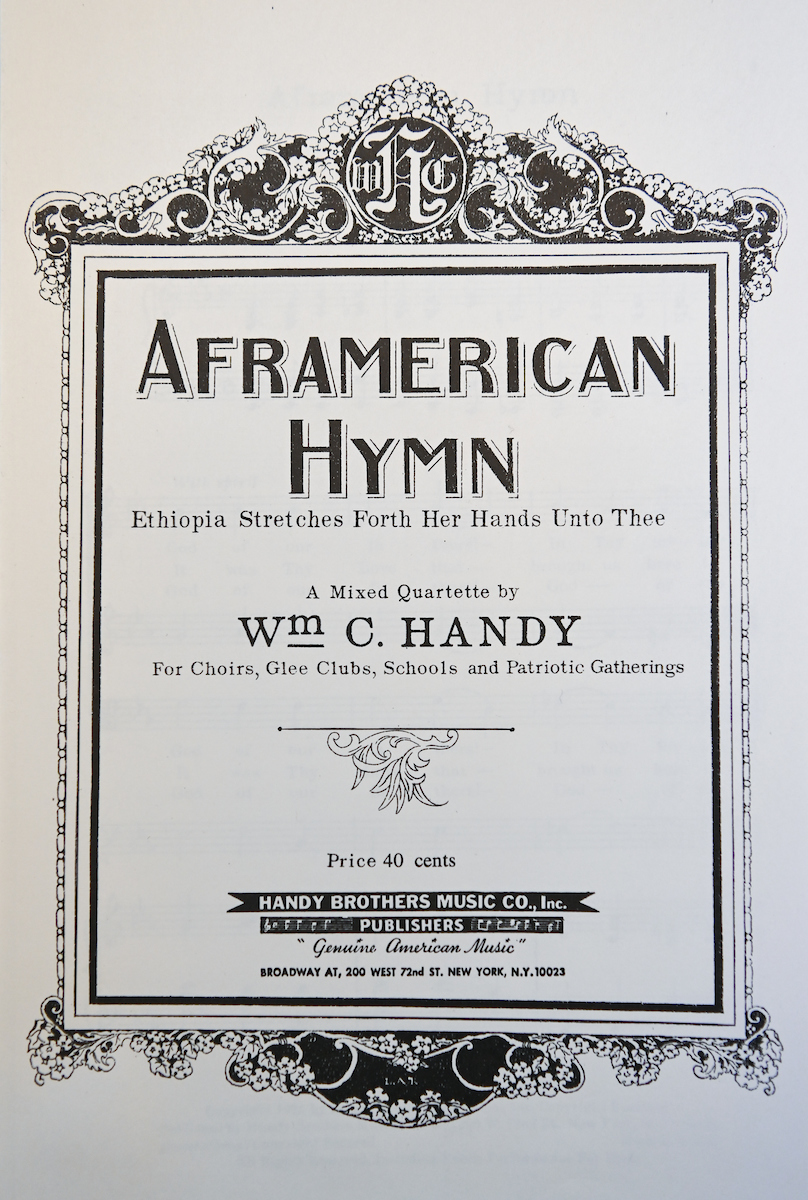 WHC
AFRAMERICAN
HYMN
Ethiopia Stretches Forth Her Hands Unto Thee
A Mixed Quartette by
Wm C. HANDY
For Choirs, Glee Clubs, Schools and Patriotic Gatherings
Price 40 cents
HANDY BROTHERS MUSIC CO., Inc.
PUBLISHERS
"Genuine American Music"
BROADWAY AT, 200 WEST 72nd ST. NEW YORK, N.Y. 10023